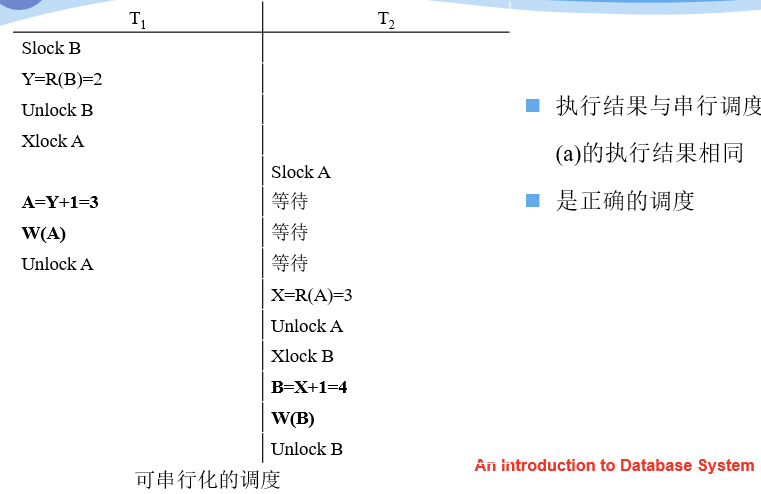 T1 T2
Slock B
Y=R(B)=2
Unlock B
Xlock A
Slock A
A=Y+1=3 等待
W(A) 等待
Unlock A 等待
X=R(A)=3
Unlock A
Xlock B
B=X+1=4
W(B)
Unlock B
可串行化的调度
执行结果与串行调度
(a)的执行结果相同
是正确的调度
An Introduction to Database System